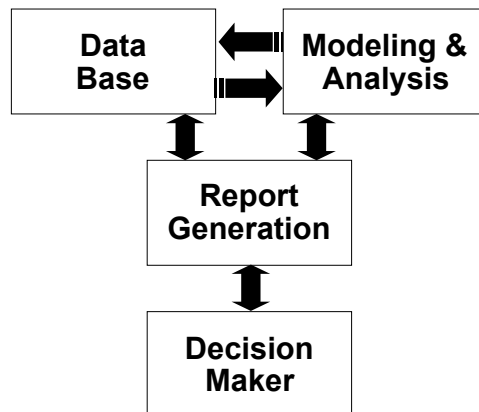 Data
Base
Modeling &
Analysis
Report
Generation
Decision
Maker